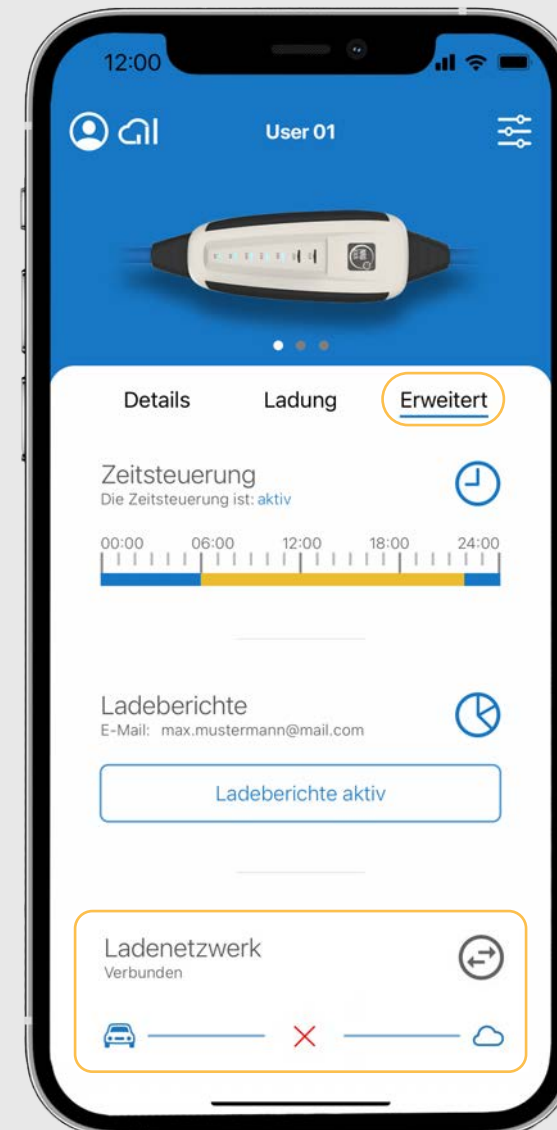 12:00
User 01
Details Ladung Erweitert
Zeitsteuerung
Die Zeitsteuerung ist: aktiv
00:00 06:00 12:00 18:00 24:00
Ladeberichte
E-Mail: max.mustermann@mail.com
Ladeberichte aktiv
Ladenetzwerk
Verbunden